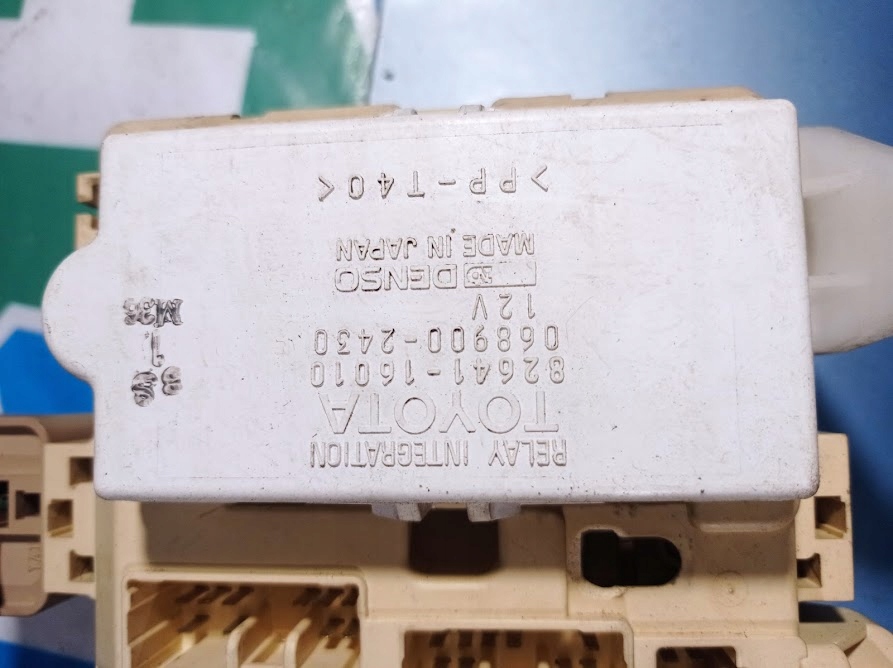 RELAY INTEGRATION
TOYOTA
82641-16010
068900-2430
12V
DENSO
MADE IN JAPAN
>PP-T40<